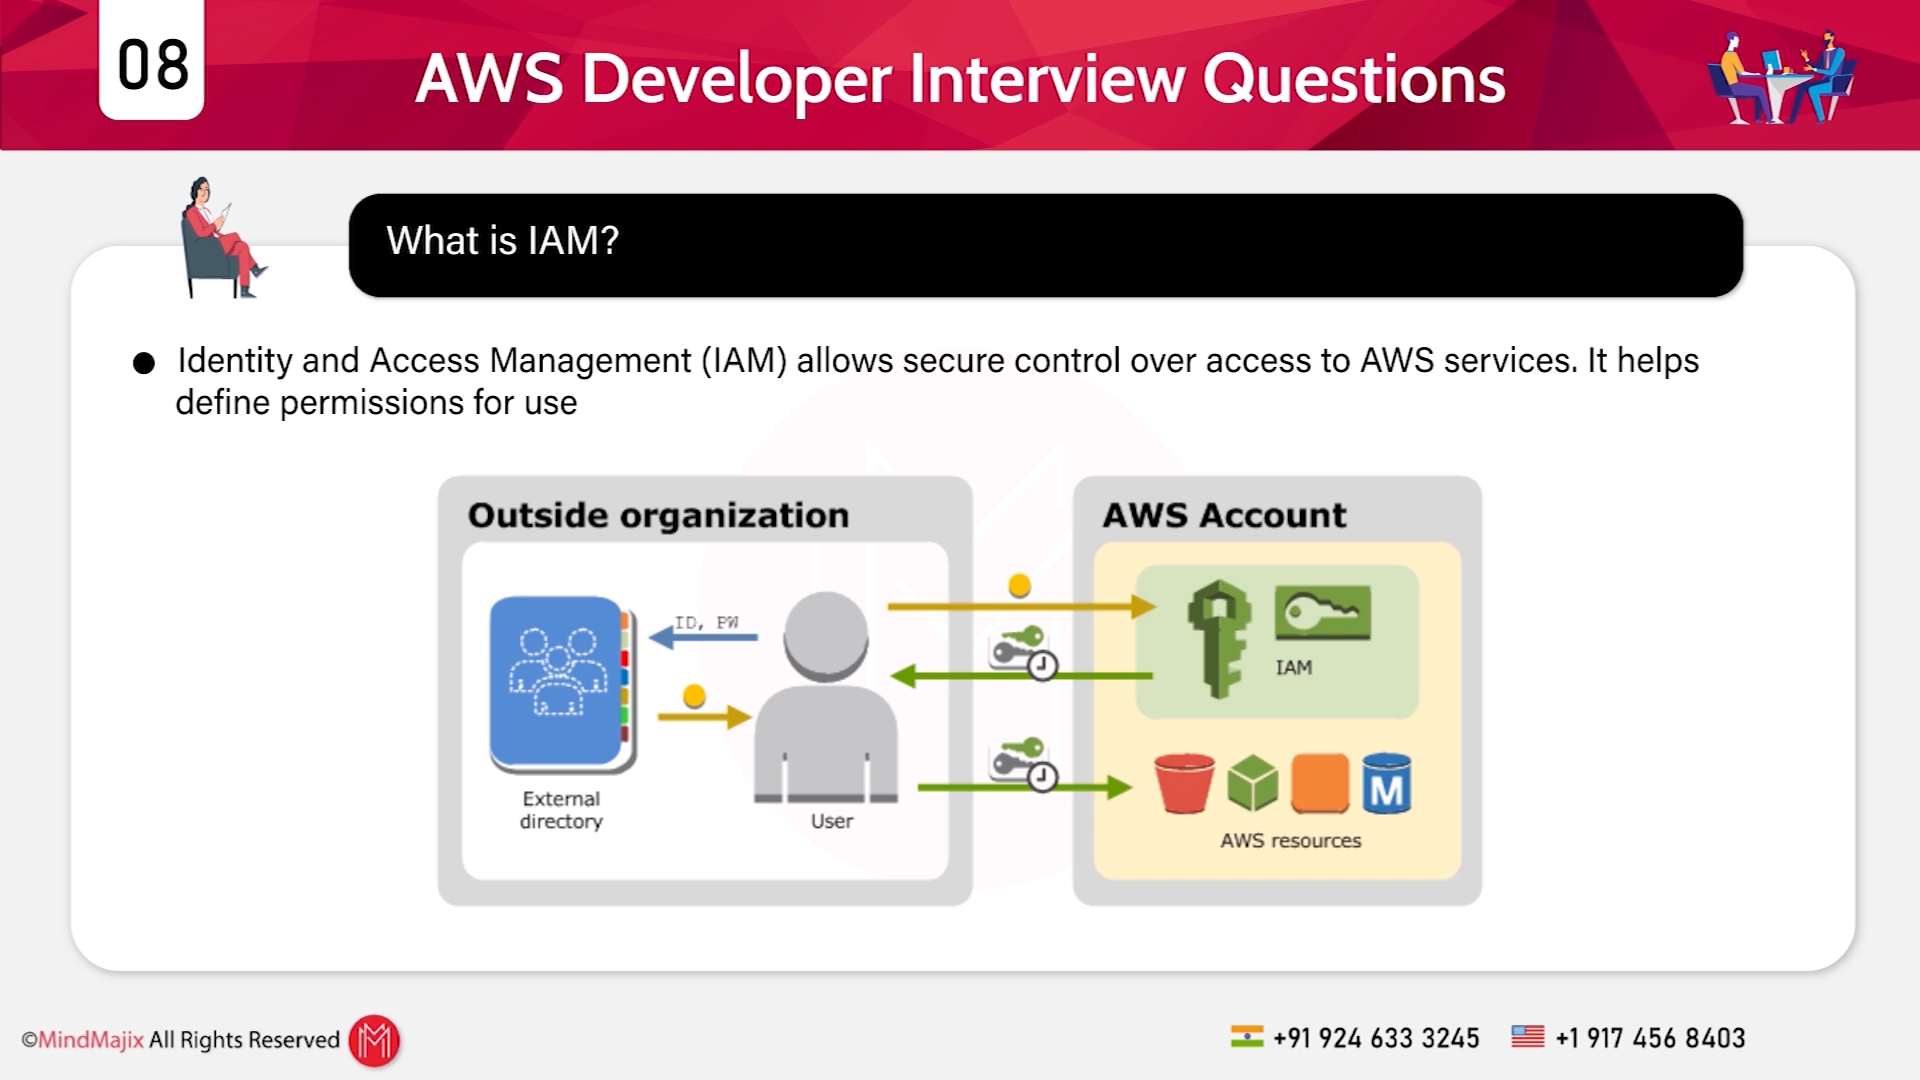 08
AWS Developer Interview Questions
What is IAM?
● Identity and Access Management (IAM) allows secure control over access to AWS services. It helps
define permissions for use
Outside organization
AWS Account
ID, PW
IAM
External
directory
User
M
AWS resources
©MindMajix All Rights Reserved
+91 924 633 3245
+1 917 456 8403